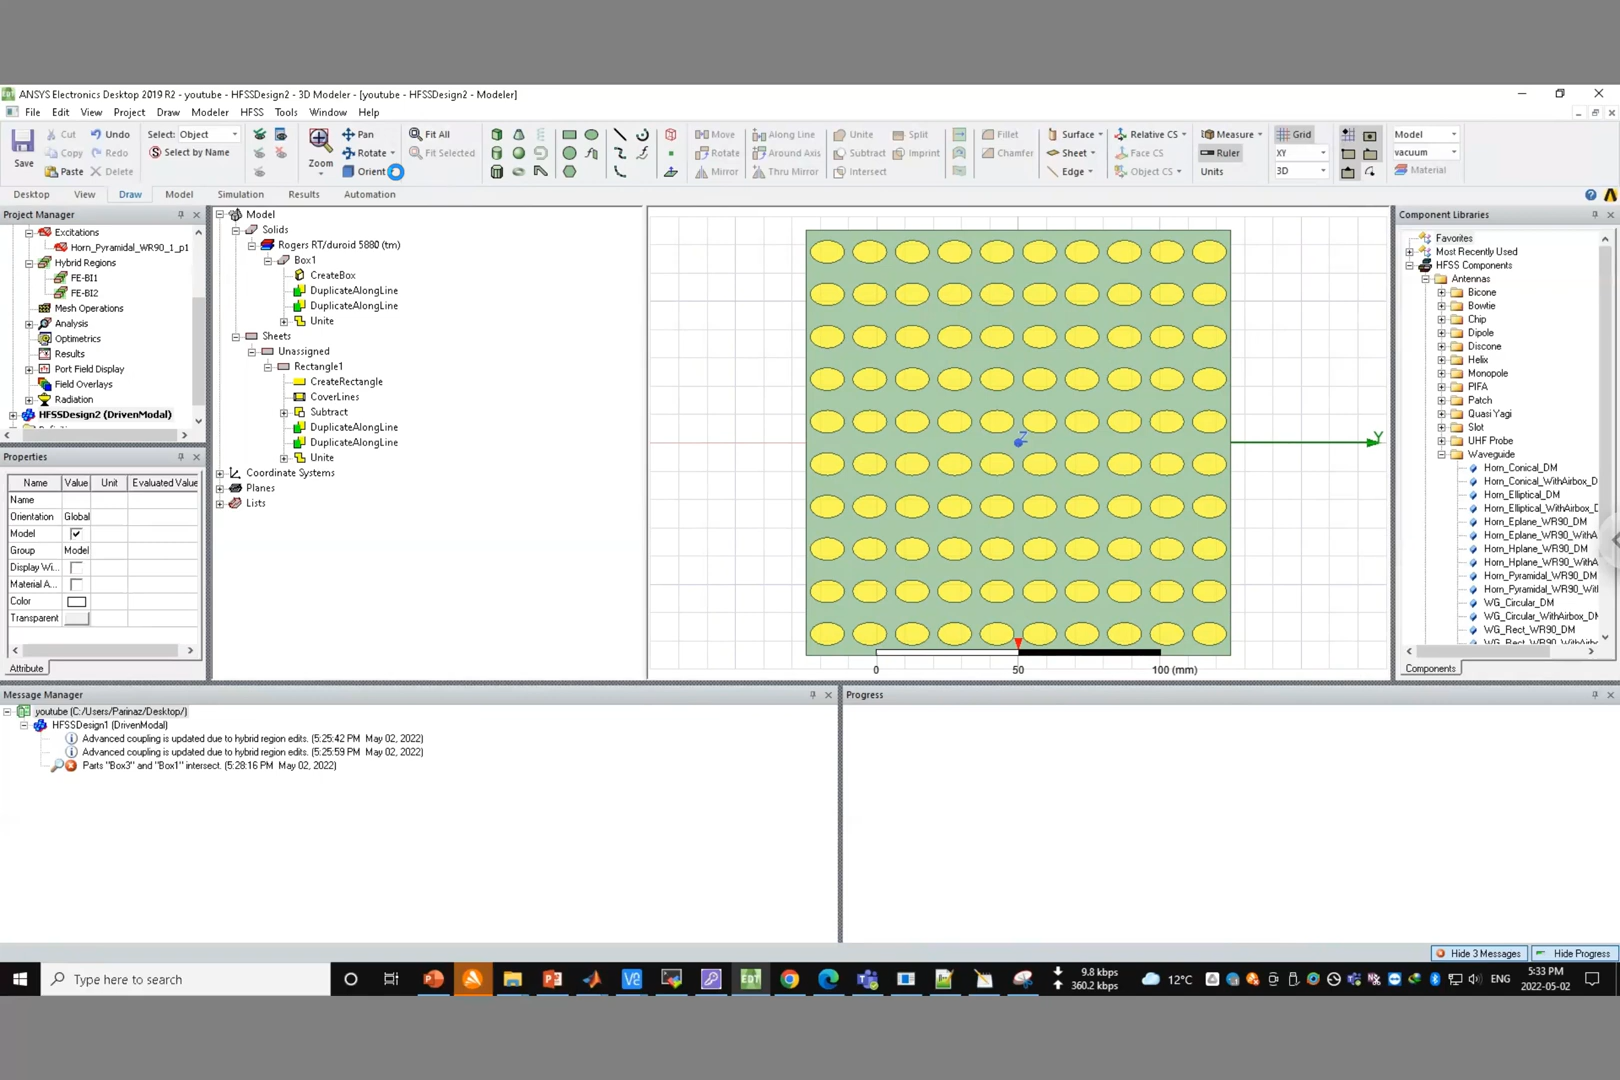 ANSYS Electronics Desktop 2019 R2 - youtube - HFSSDesign2 - 3D Modeler - [youtube - HFSSDesign2 - Modeler]
File Edit View Project Draw Modeler HFSS Tools Window Help
Save
Cut
Copy
Paste
Undo
Redo
Delete
Select: Object
Select by Name
Zoom
Pan
Rotate
Orient
Fit All
Fit Selected
Move
Rotate
Mirror
Along Line
Around Axis
Thru Mirror
Unite
Subtract
Intersect
Split
Imprint
Fillet
Chamfer
Surface
Sheet
Edge
Relative CS
Face CS
Object CS
Measure
Ruler
Units
Grid
XY
3D
Model
vacuum
Material
Desktop View Draw Model Simulation Results Automation
Project Manager
Excitations
Horn_Pyramidal_WR90_1_p1
Hybrid Regions
FE-BI1
FE-BI2
Mesh Operations
Analysis
Optimetrics
Results
Port Field Display
Field Overlays
Radiation
HFSSDesign2 (DrivenModal)
Properties
Name Value Unit Evaluated Value
Name
Orientation Global
Model
Group Model
Display Wi...
Material A...
Color
Transparent
Attribute
Model
Solids
Rogers RT/duroid 5880 (tm)
Box1
CreateBox
DuplicateAlongLine
DuplicateAlongLine
Unite
Sheets
Unassigned
Rectangle1
CreateRectangle
CoverLines
Subtract
DuplicateAlongLine
DuplicateAlongLine
Unite
Coordinate Systems
Planes
Lists
Z
Y
0 50 100 (mm)
Component Libraries
Favorites
Most Recently Used
HFSS Components
Antennas
Bicone
Bowtie
Chip
Dipole
Discone
Helix
Monopole
PIFA
Patch
Quasi Yagi
Slot
UHF Probe
Waveguide
Horn_Conical_DM
Horn_Conical_WithAirbox_D
Horn_Elliptical_DM
Horn_Elliptical_WithAirbox_D
Horn_Eplane_WR90_DM
Horn_Eplane_WR90_WithA
Horn_Hplane_WR90_DM
Horn_Hplane_WR90_WithA
Horn_Pyramidal_WR90_DM
Horn_Pyramidal_WR90_With
WG_Circular_DM
WG_Circular_WithAirbox_DM
WG_Rect_WR90_DM
Components
Message Manager
youtube (C:/Users/Parinaz/Desktop/)
HFSSDesign1 (DrivenModal)
Advanced coupling is updated due to hybrid region edits. (5:25:42 PM May 02, 2022)
Advanced coupling is updated due to hybrid region edits. (5:25:59 PM May 02, 2022)
Parts "Box3" and "Box1" intersect. (5:28:16 PM May 02, 2022)
Progress
Hide 3 Messages
Hide Progress
Type here to search
9.8 kbps
360.2 kbps
12°C
ENG
5:33 PM
2022-05-02